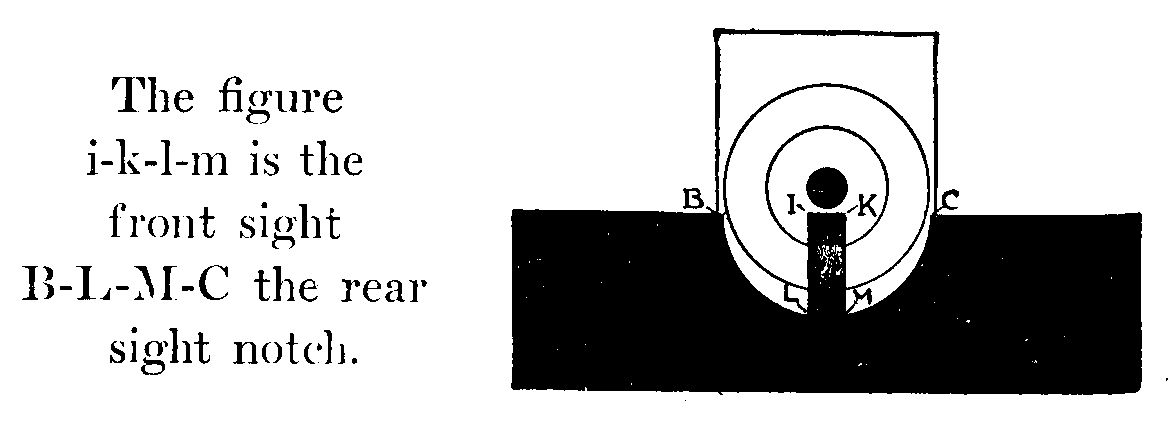 The figure
i-k-l-m is the
front sight
B-L-M-C the rear
sight notch.
B
I
K
C
L
M